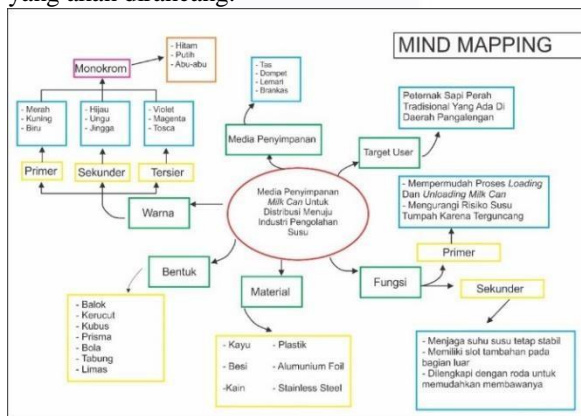 yang akan dirancang.
MIND MAPPING
- Hitam
- Putih
- Abu-abu
Monokrom
- Merah
- Kuning
- Biru
- Hijau
- Ungu
- Jingga
- Violet
- Magenta
- Tosca
Primer
Sekunder
Tersier
Warna
- Tas
- Dompet
- Lemari
- Brankas
Media Penyimpanan
Peternak Sapi Perah
Tradisional Yang Ada Di
Daerah Pangalengan
Target User
Media Penyimpanan
Milk Can Untuk
Distribusi Menuju
Industri Pengolahan
Susu
- Mempermudah Proses Loading
Dan Unloading Milk Can
- Mengurangi Risiko Susu
Tumpah Karena Terguncang
Primer
Fungsi
Sekunder
- Menjaga suhu susu tetap stabil
- Memiliki slot tambahan pada
bagian luar
- Dilengkapi dengan roda untuk
memudahkan membawanya
Bentuk
- Balok
- Kerucut
- Kubus
- Prisma
- Bola
- Tabung
- Limas
Material
- Kayu - Plastik
- Besi - Alumunium Foil
-Kain - Stainless Steel